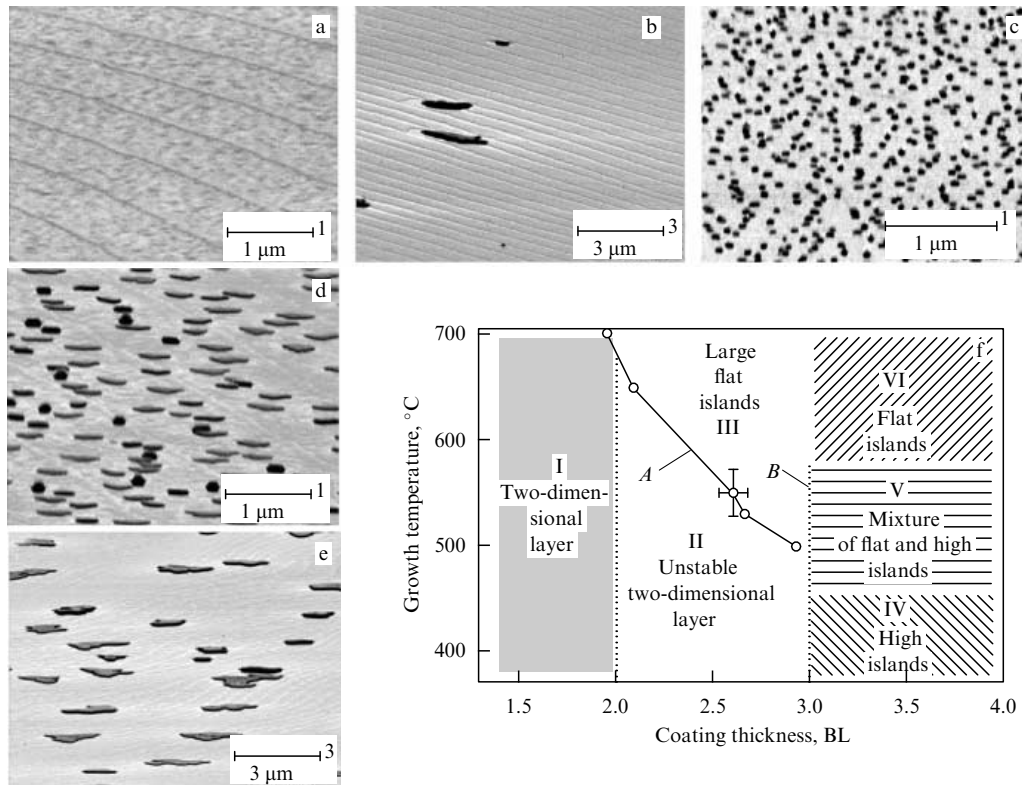 a
1
1 μm
b
3
3 μm
c
1
1 μm
d
1
1 μm
e
3
3 μm
f
700
600
500
400
Growth temperature, °C
1.5
2.0
2.5
3.0
3.5
4.0
Coating thickness, BL
I
Two-dimen-
sional
layer
Large
flat
islands
III
A
B
II
Unstable
two-dimensional
layer
VI
Flat
islands
V
Mixture
of flat and high
islands
IV
High
islands